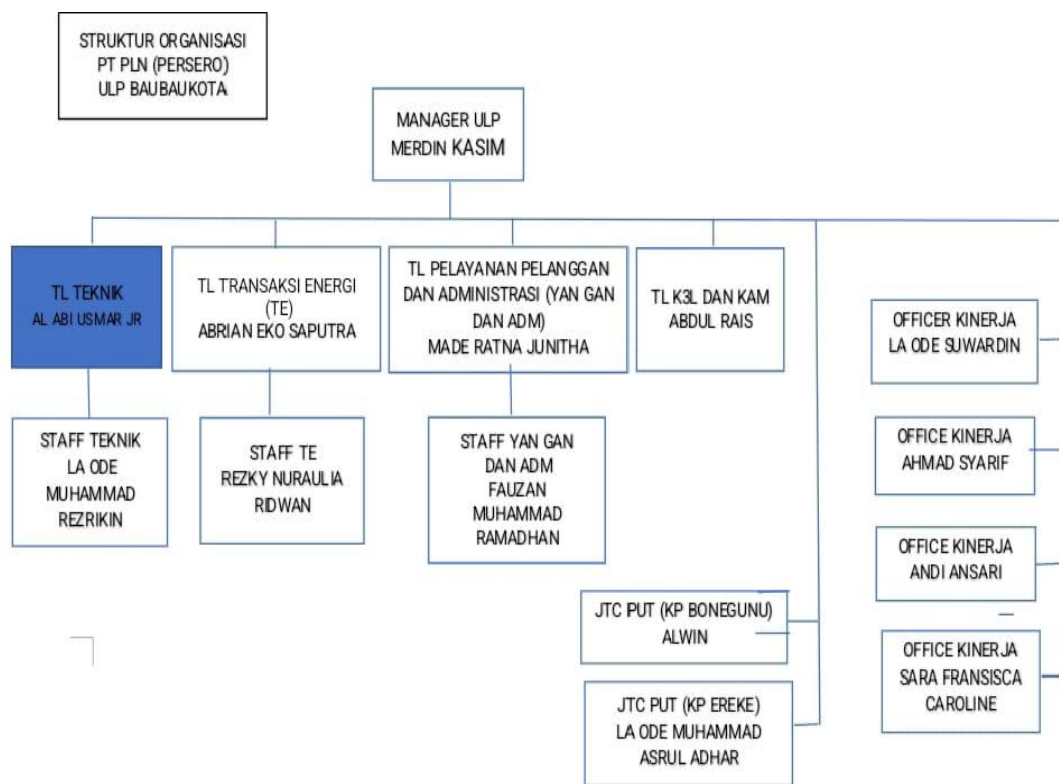 STRUKTUR ORGANISASI
PT PLN (PERSERO)
ULP BAUBAUKOTA
MANAGER ULP
MERDIN KASIM
TL TEKNIK
AL ABI USMAR JR
TL TRANSAKSI ENERGI
(TE)
ABRIAN EKO SAPUTRA
TL PELAYANAN PELANGGAN
DAN ADMINISTRASI (YAN GAN
DAN ADM)
MADE RATNA JUNITHA
TL K3L DAN KAM
ABDUL RAIS
OFFICER KINERJA
LA ODE SUWARDIN
STAFF TEKNIK
LA ODE
MUHAMMAD
REZRIKIN
STAFF TE
REZKY NURAULIA
RIDWAN
STAFF YAN GAN
DAN ADM
FAUZAN
MUHAMMAD
RAMADHAN
OFFICE KINERJA
AHMAD SYARIF
OFFICE KINERJA
ANDI ANSARI
JTC PUT (KP BONEGUNU)
ALWIN
OFFICE KINERJA
SARA FRANSISCA
CAROLINE
JTC PUT (KP EREKE)
LA ODE MUHAMMAD
ASRUL ADHAR